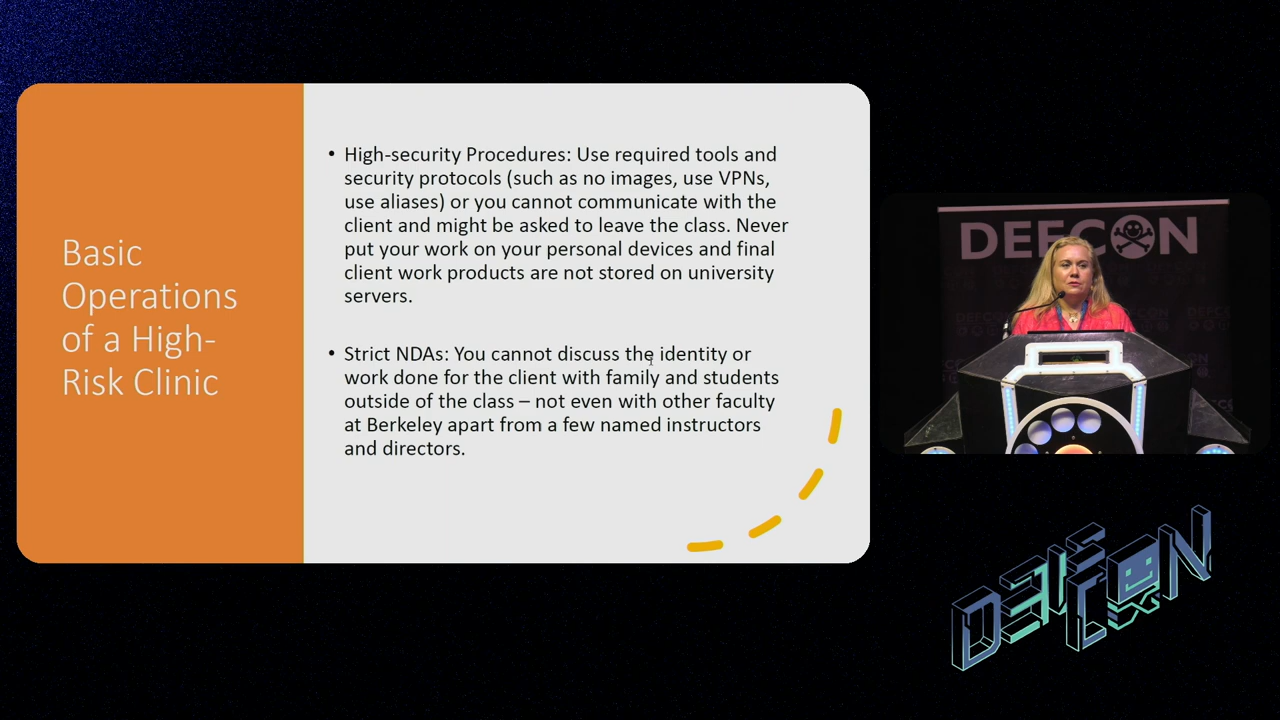 Basic
Operations
of a High-
Risk Clinic
• High-security Procedures: Use required tools and
security protocols (such as no images, use VPNs,
use aliases) or you cannot communicate with the
client and might be asked to leave the class. Never
put your work on your personal devices and final
client work products are not stored on university
servers.
• Strict NDAs: You cannot discuss the identity or
work done for the client with family and students
outside of the class – not even with other faculty
at Berkeley apart from a few named instructors
and directors.
DEFCON
DEFCON